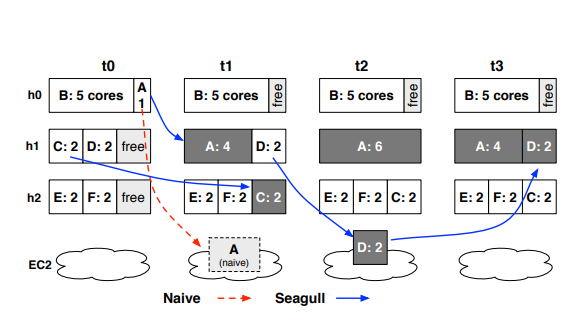 t0 t1 t2 t3
h0 B: 5 cores A 1 B: 5 cores free B: 5 cores free B: 5 cores free
h1 C: 2 D: 2 free A: 4 D: 2 A: 6 A: 4 D: 2
h2 E: 2 F: 2 free E: 2 F: 2 C: 2 E: 2 F: 2 C: 2 E: 2 F: 2 C: 2
EC2 A D: 2
(naive)
Naive Seagull